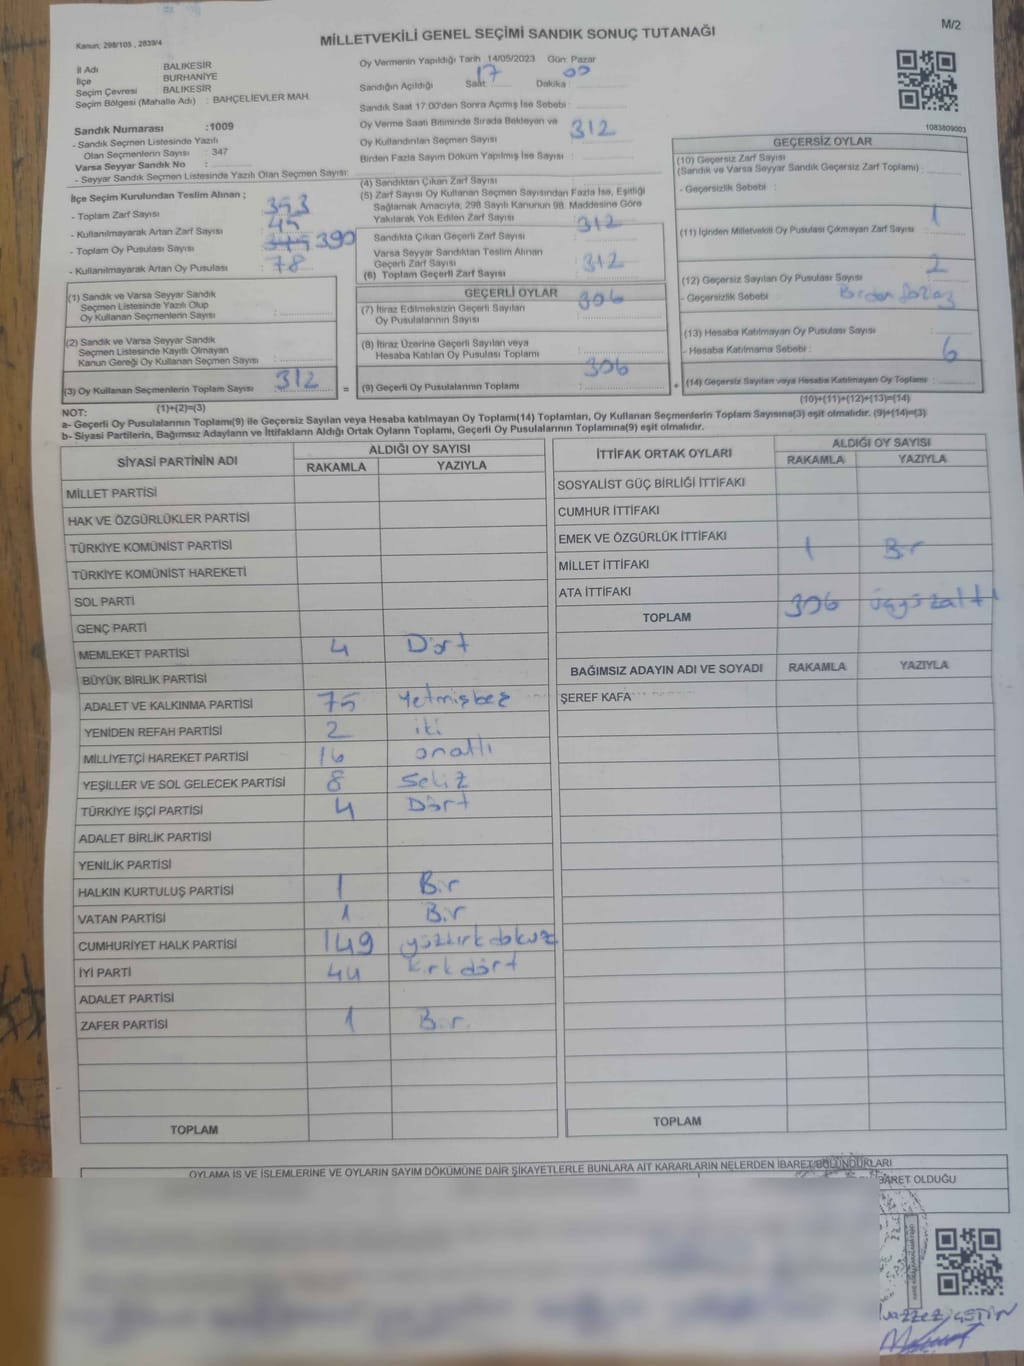 M/2
Kanun: 298/105 , 2839/4
MİLLETVEKİLİ GENEL SEÇİMİ SANDIK SONUÇ TUTANAĞI
İl Adı BALIKESİR
İlçe BURHANİYE
Seçim Çevresi BALIKESİR
Seçim Bölgesi (Mahalle Adı) : BAHÇELİEVLER MAH.
Sandık Numarası :1009
- Sandık Seçmen Listesinde Yazılı
Olan Seçmenlerin Sayısı : 347
Varsa Seyyar Sandık No :
- Seyyar Sandık Seçmen Listesinde Yazılı Olan Seçmen Sayısı:
Oy Vermenin Yapıldığı Tarih 14/05/2023 Gün: Pazar
Sandığın Açıldığı Saat 17 Dakika 00
Sandık Saat 17:00'den Sonra Açımış İse Sebebi :
Oy Verme Saati Bitiminde Sırada Bekleyen ve
Oy Kullandırılan Seçmen Sayısı 312
Birden Fazla Sayım Döküm Yapılmış İse Sayısı :
1083809003
İlçe Seçim Kurulundan Teslim Alınan ;
- Toplam Zarf Sayısı 353
- Kullanılmayarak Artan Zarf Sayısı 45
- Toplam Oy Pusulası Sayısı 390
- Kullanılmayarak Artan Oy Pusulası 78
(1) Sandık ve Varsa Seyyar Sandık
Seçmen Listesinde Yazılı Olup
Oy Kullanan Seçmenlerin Sayısı :
(2) Sandık ve Varsa Seyyar Sandık
Seçmen Listesinde Kayıtlı Olmayan
Kanun Gereği Oy Kullanan Seçmen Sayısı :
(3) Oy Kullanan Seçmenlerin Toplam Sayısı : 312 =
(1)+(2)=(3)
(4) Sandıktan Çıkan Zarf Sayısı :
(5) Zarf Sayısı Oy Kullanan Seçmen Sayısından Fazla İse, Eşitliği
Sağlamak Amacıyla, 298 Sayılı Kanunun 98. Maddesine Göre
Yakılarak Yok Edilen Zarf Sayısı : 312
Sandıkta Çıkan Geçerli Zarf Sayısı :
Varsa Seyyar Sandıktan Teslim Alınan
Geçerli Zarf Sayısı : 312
(6) Toplam Geçerli Zarf Sayısı :
GEÇERLİ OYLAR
(7) İtiraz Edilmeksizin Geçerli Sayılan 306
Oy Pusulalarının Sayısı :
(8) İtiraz Üzerine Geçerli Sayılan veya
Hesaba Katılan Oy Pusulası Toplamı :
306
(9) Geçerli Oy Pusulalarının Toplamı : +
GEÇERSİZ OYLAR
(10) Geçersiz Zarf Sayısı
(Sandık ve Varsa Seyyar Sandık Geçersiz Zarf Toplamı) :
- Geçersizlik Sebebi :
1
(11) İçinden Milletvekili Oy Pusulası Çıkmayan Zarf Sayısı :
2
(12) Geçersiz Sayılan Oy Pusulası Sayısı
- Geçersizlik Sebebi : Birden fazla
(13) Hesaba Katılmayan Oy Pusulası Sayısı :
- Hesaba Katılmama Sebebi : 6
(14) Geçersiz Sayılan veya Hesaba Katılmayan Oy Toplamı :
(10)+(11)+(12)+(13)=(14)
NOT:
a- Geçerli Oy Pusulalarının Toplamı(9) ile Geçersiz Sayılan veya Hesaba katılmayan Oy Toplamı(14) Toplamları, Oy Kullanan Seçmenlerin Toplam Sayısına(3) eşit olmalıdır. (9)+(14)=(3)
b- Siyasi Partilerin, Bağımsız Adayların ve İttifakların Aldığı Ortak Oyların Toplamı, Geçerli Oy Pusulalarının Toplamına(9) eşit olmalıdır.
SİYASİ PARTİNİN ADI ALDIĞI OY SAYISI
RAKAMLA YAZIYLA
MİLLET PARTİSİ
HAK VE ÖZGÜRLÜKLER PARTİSİ
TÜRKİYE KOMÜNİST PARTİSİ
TÜRKİYE KOMÜNİST HAREKETİ
SOL PARTİ
GENÇ PARTİ
MEMLEKET PARTİSİ 4 Dört
BÜYÜK BİRLİK PARTİSİ
ADALET VE KALKINMA PARTİSİ 75 Yetmişbeş
YENİDEN REFAH PARTİSİ 2 iki
MİLLİYETÇİ HAREKET PARTİSİ 16 onaltı
YEŞİLLER VE SOL GELECEK PARTİSİ 8 Sekiz
TÜRKİYE İŞÇİ PARTİSİ 4 Dört
ADALET BİRLİK PARTİSİ
YENİLİK PARTİSİ
HALKIN KURTULUŞ PARTİSİ 1 Bir
VATAN PARTİSİ 1 Bir
CUMHURİYET HALK PARTİSİ 149 yüzkırkdokuz
İYİ PARTİ 44 kırkdört
ADALET PARTİSİ
ZAFER PARTİSİ 1 Bir
TOPLAM
İTTİFAK ORTAK OYLARI ALDIĞI OY SAYISI
RAKAMLA YAZIYLA
SOSYALİST GÜÇ BİRLİĞİ İTTİFAKI
CUMHUR İTTİFAKI
EMEK VE ÖZGÜRLÜK İTTİFAKI
MİLLET İTTİFAKI 1 Bir
ATA İTTİFAKI
TOPLAM 306 üçyüzaltı
BAĞIMSIZ ADAYIN ADI VE SOYADI RAKAMLA YAZIYLA
ŞEREF KAFA
TOPLAM
OYLAMA İŞ VE İŞLEMLERİNE VE OYLARIN SAYIM DÖKÜMÜNE DAİR ŞİKAYETLERLE BUNLARA AİT KARARLARIN NELERDEN İBARET BULUNDUKLARI
BARET OLDUĞU
ÇETİN